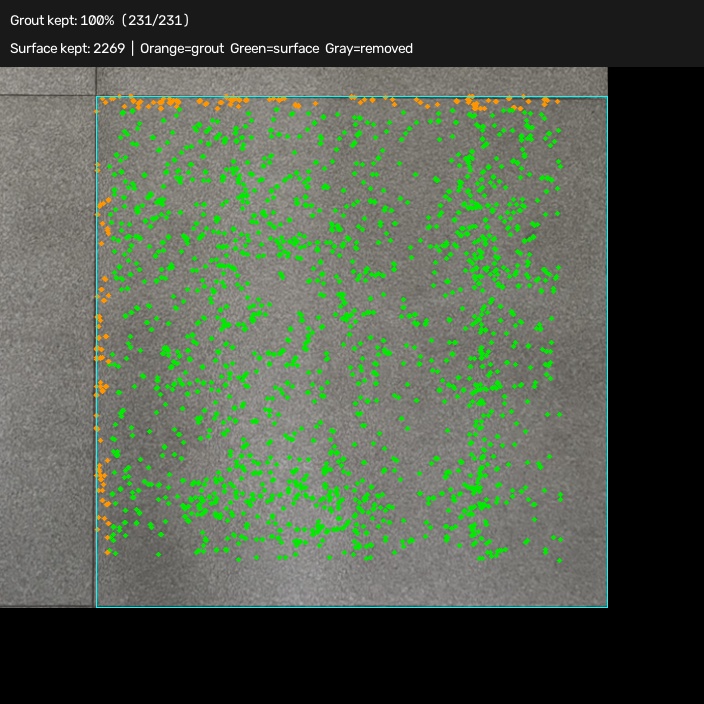 Grout kept: 100% (231/231)
Surface kept: 2269 | Orange=grout Green=surface Gray=removed